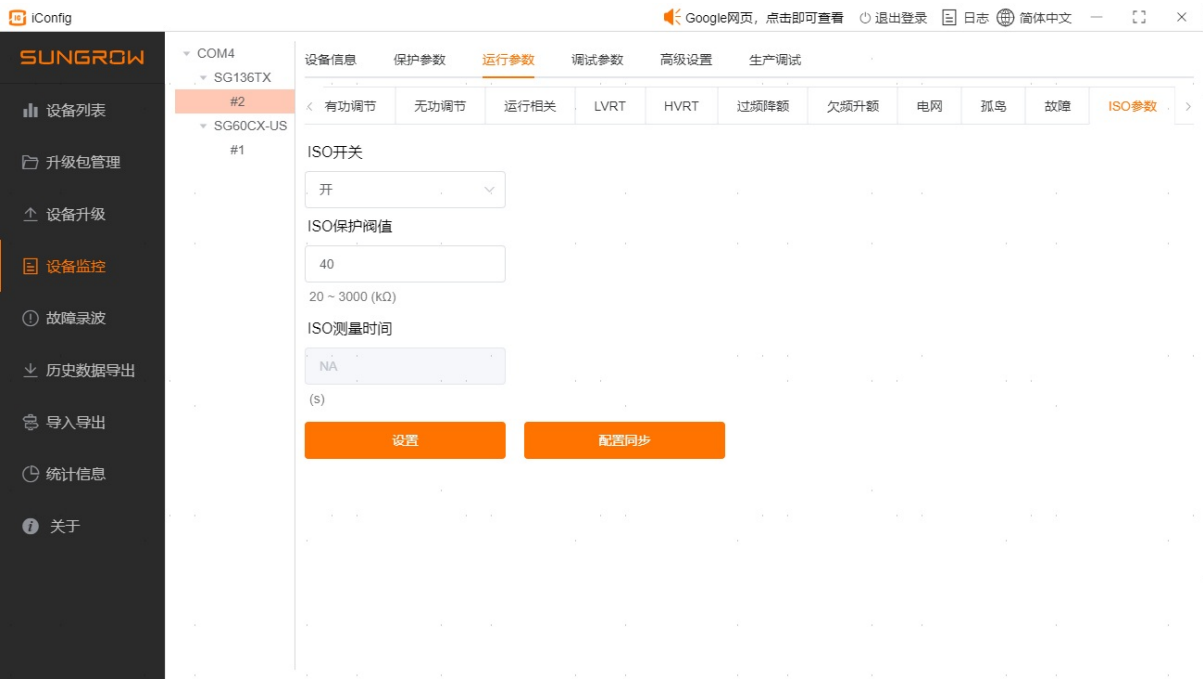 iConfig
Google网页，点击即可查看 退出登录 日志 简体中文
SUNGROW
设备列表
升级包管理
设备升级
设备监控
故障录波
历史数据导出
导入导出
统计信息
关于
COM4
SG136TX
#2
SG60CX-US
#1
设备信息 保护参数 运行参数 调试参数 高级设置 生产调试
有功调节 无功调节 运行相关 LVRT HVRT 过频降额 欠频升额 电网 孤岛 故障 ISO参数
ISO开关
开
ISO保护阀值
40
20 ~ 3000 (kΩ)
ISO测量时间
NA
(s)
设置 配置同步